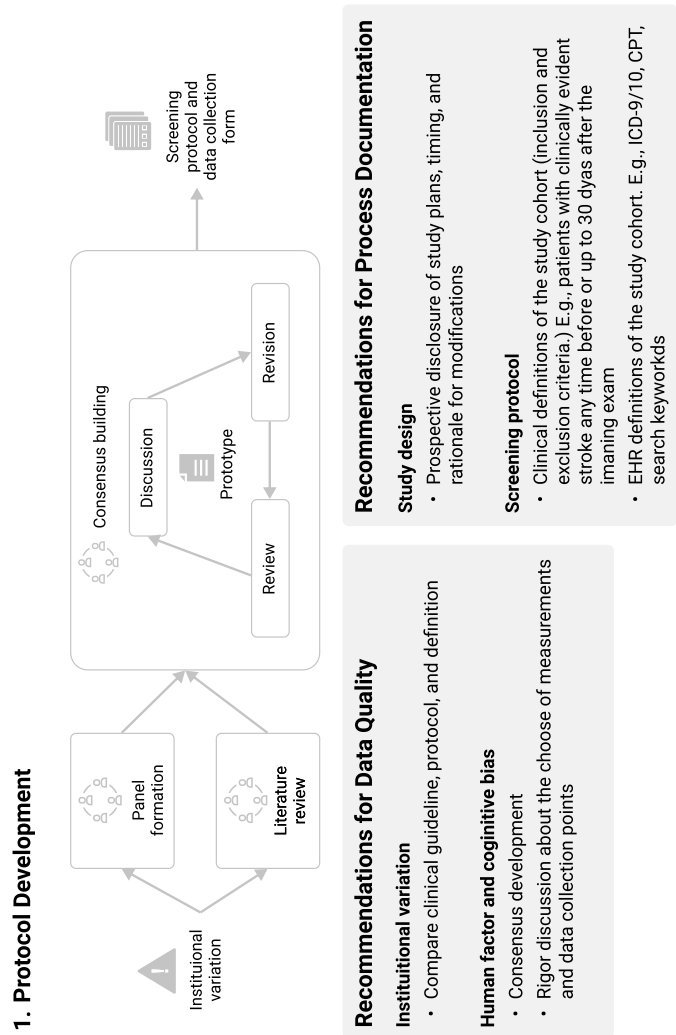 1. Protocol Development
Instituional
variation
Panel
formation
Literature
review
Consensus building
Discussion
Prototype
Review
Revision
Screening
protocol and
data collection
form
Recommendations for Data Quality
Instituitional variation
• Compare clinical guideline, protocol, and definition
Human factor and coginitive bias
• Consensus development
• Rigor discussion about the choose of measurements
and data collection points
Recommendations for Process Documentation
Study design
• Prospective disclosure of study plans, timing, and
rationale for modifications
Screening protocol
• Clinical definitions of the study cohort (inclusion and
exclusion criteria.) E.g., patients with clinically evident
stroke any time before or up to 30 dyas after the
imaning exam
• EHR definitions of the study cohort. E.g., ICD-9/10, CPT,
search keyworkds